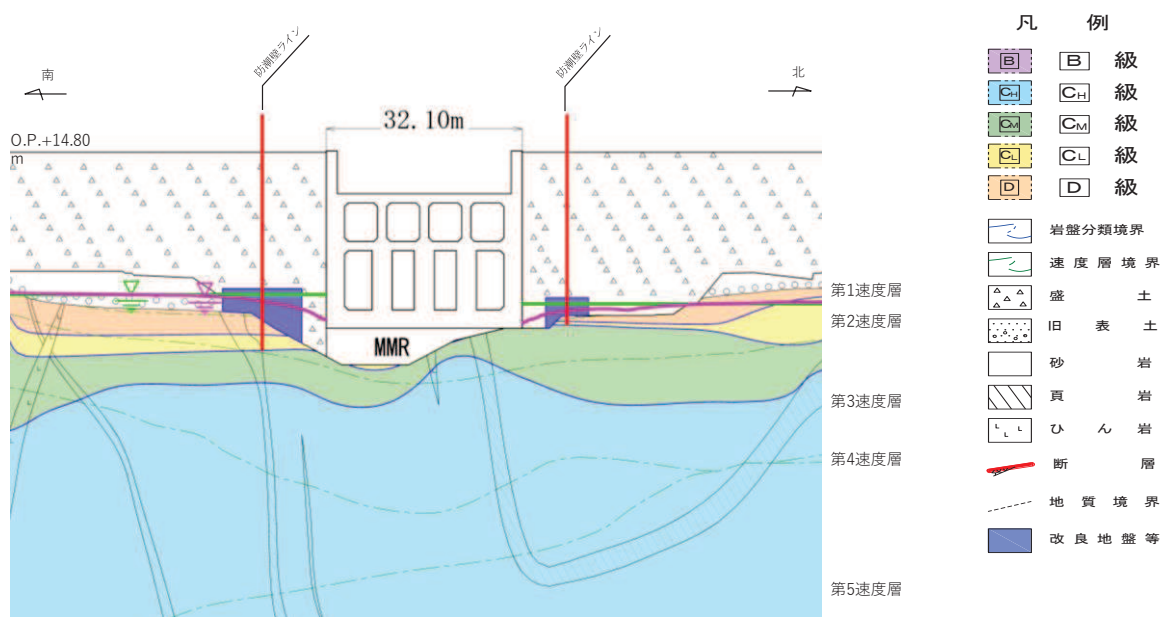 防潮壁ライン
防潮壁ライン
南
北
32.10m
O.P.+14.80
m
MMR
第1速度層
第2速度層
第3速度層
第4速度層
第5速度層
凡 例
B B 級
CH CH 級
CM CM 級
CL CL 級
D D 級
岩盤分類境界
速度層境界
盛土
旧表土
砂岩
頁岩
ひん岩
断層
地質境界
改良地盤等